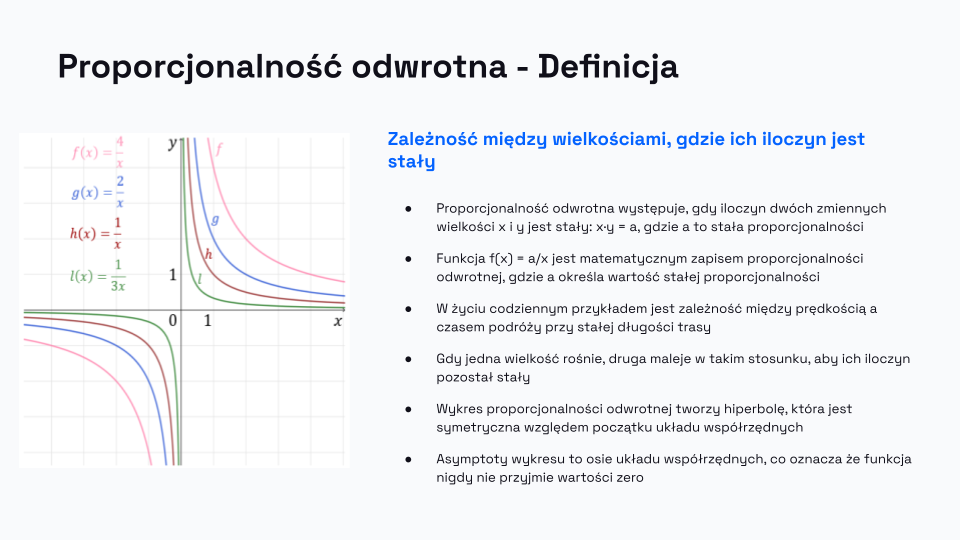 Proporcjonalność odwrotna - Definicja
f(x) = 4/x
g(x) = 2/x
h(x) = 1/x
l(x) = 1/3x
y
f
g
h
l
1
0
1
x
Zależność między wielkościami, gdzie ich iloczyn jest
stały
● Proporcjonalność odwrotna występuje, gdy iloczyn dwóch zmiennych
wielkości x i y jest stały: x·y = a, gdzie a to stała proporcjonalności
● Funkcja f(x) = a/x jest matematycznym zapisem proporcjonalności
odwrotnej, gdzie a określa wartość stałej proporcjonalności
● W życiu codziennym przykładem jest zależność między prędkością a
czasem podróży przy stałej długości trasy
● Gdy jedna wielkość rośnie, druga maleje w takim stosunku, aby ich iloczyn
pozostał stały
● Wykres proporcjonalności odwrotnej tworzy hiperbolę, która jest
symetryczna względem początku układu współrzędnych
● Asymptoty wykresu to osie układu współrzędnych, co oznacza że funkcja
nigdy nie przyjmie wartości zero